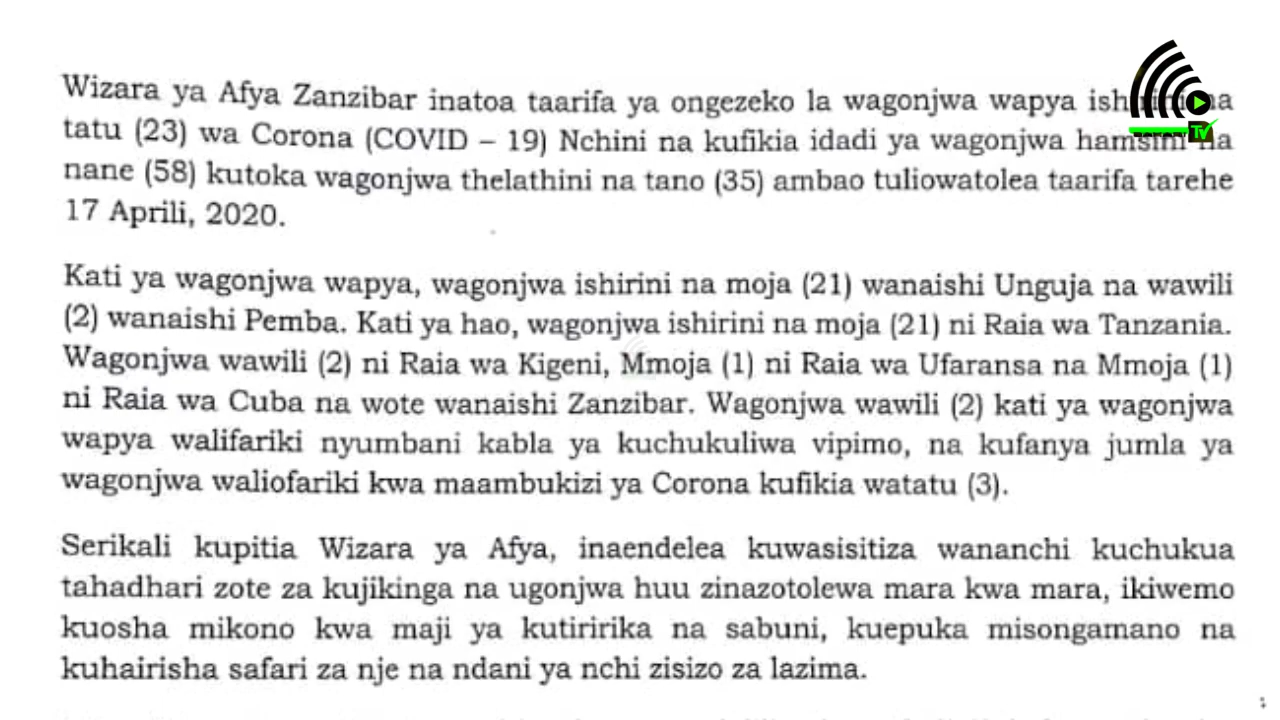 Wizara ya Afya Zanzibar inatoa taarifa ya ongezeko la wagonjwa wapya ishirini na
tatu (23) wa Corona (COVID – 19) Nchini na kufikia idadi ya wagonjwa hamsini na
nane (58) kutoka wagonjwa thelathini na tano (35) ambao tuliowatolea taarifa tarehe
17 Aprili, 2020.
Kati ya wagonjwa wapya, wagonjwa ishirini na moja (21) wanaishi Unguja na wawili
(2) wanaishi Pemba. Kati ya hao, wagonjwa ishirini na moja (21) ni Raia wa Tanzania.
Wagonjwa wawili (2) ni Raia wa Kigeni, Mmoja (1) ni Raia wa Ufaransa na Mmoja (1)
ni Raia wa Cuba na wote wanaishi Zanzibar. Wagonjwa wawili (2) kati ya wagonjwa
wapya walifariki nyumbani kabla ya kuchukuliwa vipimo, na kufanya jumla ya
wagonjwa waliofariki kwa maambukizi ya Corona kufikia watatu (3).
Serikali kupitia Wizara ya Afya, inaendelea kuwasisitiza wananchi kuchukua
tahadhari zote za kujikinga na ugonjwa huu zinazotolewa mara kwa mara, ikiwemo
kuosha mikono kwa maji ya kutiririka na sabuni, kuepuka misongamano na
kuhairisha safari za nje na ndani ya nchi zisizo za lazima.
TV